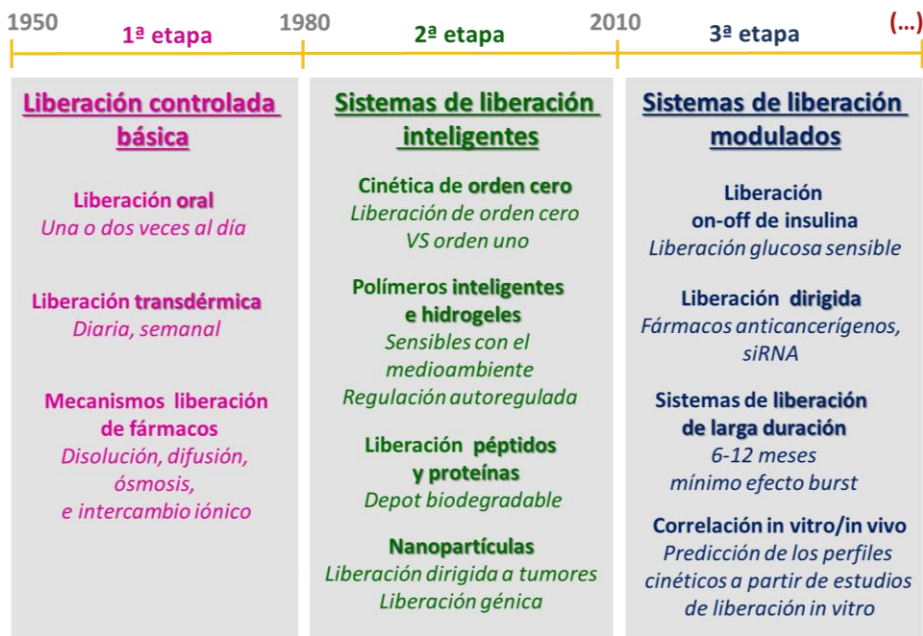 1950
1ª etapa
1980
2ª etapa
2010
3ª etapa
(…)
Liberación controlada
básica
Liberación oral
Una o dos veces al día
Liberación transdérmica
Diaria, semanal
Mecanismos liberación
de fármacos
Disolución, difusión,
ósmosis,
e intercambio iónico
Sistemas de liberación
inteligentes
Cinética de orden cero
Liberación de orden cero
VS orden uno
Polímeros inteligentes
e hidrogeles
Sensibles con el
medioambiente
Regulación autoregulada
Liberación péptidos
y proteínas
Depot biodegradable
Nanopartículas
Liberación dirigida a tumores
Liberación génica
Sistemas de liberación
modulados
Liberación
on-off de insulina
Liberación glucosa sensible
Liberación dirigida
Fármacos anticancerígenos,
siRNA
Sistemas de liberación
de larga duración
6-12 meses
mínimo efecto burst
Correlación in vitro/in vivo
Predicción de los perfiles
cinéticos a partir de estudios
de liberación in vitro